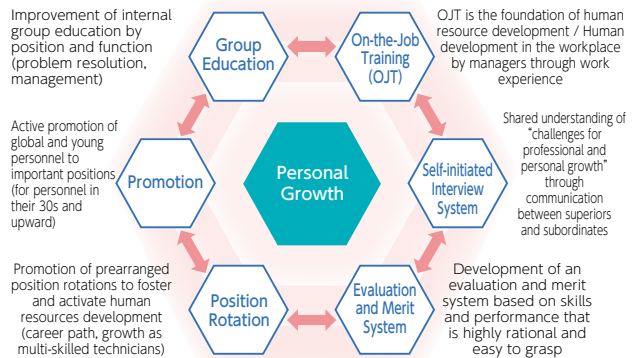 Improvement of internal
group education by
position and function
(problem resolution,
management)
Group
Education
On-the-Job
Training
(OJT)
OJT is the foundation of human
resource development / Human
development in the workplace
by managers through work
experience
Active promotion of
global and young
personnel to
important positions
(for personnel in
their 30s and
upward)
Promotion
Personal
Growth
Self-initiated
Interview
System
Shared understanding of
“challenges for
professional and
personal growth”
through
communication
between superiors
and subordinates
Promotion of prearranged
position rotations to foster
and activate human
resources development
(career path, growth as
multi-skilled technicians)
Position
Rotation
Evaluation
and Merit
System
Development of an
evaluation and merit
system based on skills
and performance that
is highly rational and
easy to grasp